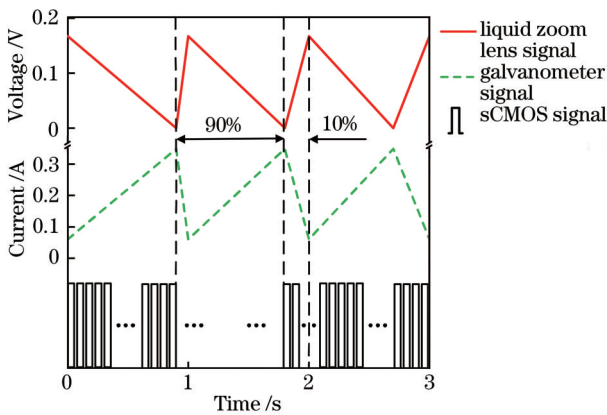 0.2
0.1
0
Voltage /V
liquid zoom
lens signal
galvanometer
signal
sCMOS signal
90%
10%
0.3
0.2
0.1
0
Current /A
0
1
2
3
Time /s